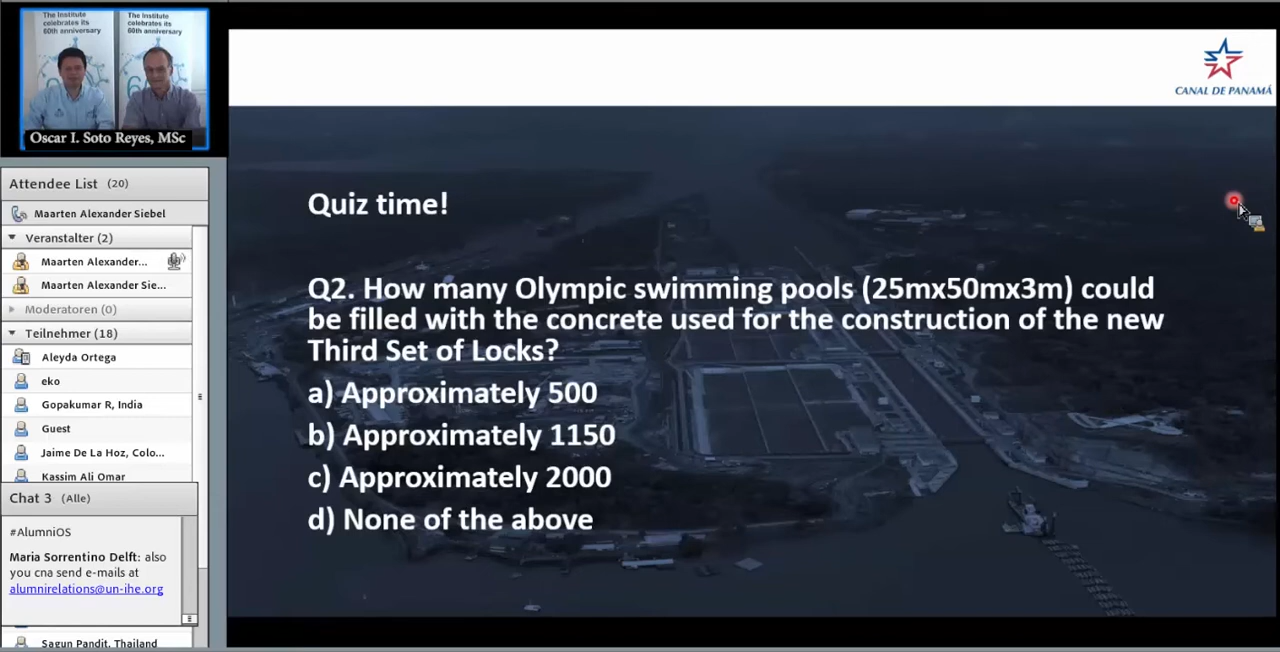 The Institute
celebrates its
60th anniversary
The Institute
celebrates its
60th anniversary
Oscar I. Soto Reyes, MSc
Attendee List (20)
Maarten Alexander Siebel
Veranstalter (2)
Maarten Alexander...
Maarten Alexander Sie...
Moderatoren (0)
Teilnehmer (18)
Aleyda Ortega
eko
Gopakumar R, India
Guest
Jaime De La Hoz, Colo...
Kassim Ali Omar
Chat 3 (Alle)
#AlumniOS
Maria Sorrentino Delft: also
you cna send e-mails at
alumnirelations@un-ihe.org
Sagun Pandit, Thailand
CANAL DE PANAMÁ
Quiz time!
Q2. How many Olympic swimming pools (25mx50mx3m) could
be filled with the concrete used for the construction of the new
Third Set of Locks?
a) Approximately 500
b) Approximately 1150
c) Approximately 2000
d) None of the above